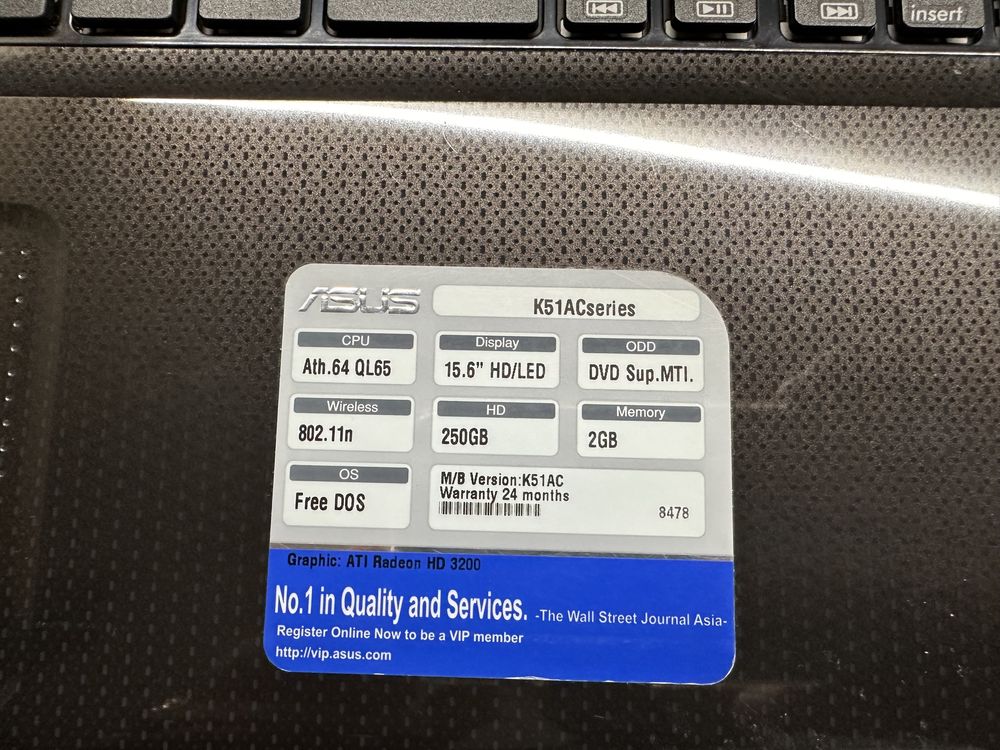 insert
ASUS
K51ACseries
CPU
Display
ODD
Ath.64 QL65
15.6" HD/LED
DVD Sup.MTI.
Wireless
HD
Memory
802.11n
250GB
2GB
OS
Free DOS
M/B Version:K51AC
Warranty 24 months
8478
Graphic: ATI Radeon HD 3200
No.1 in Quality and Services. -The Wall Street Journal Asia-
Register Online Now to be a VIP member
http://vip.asus.com